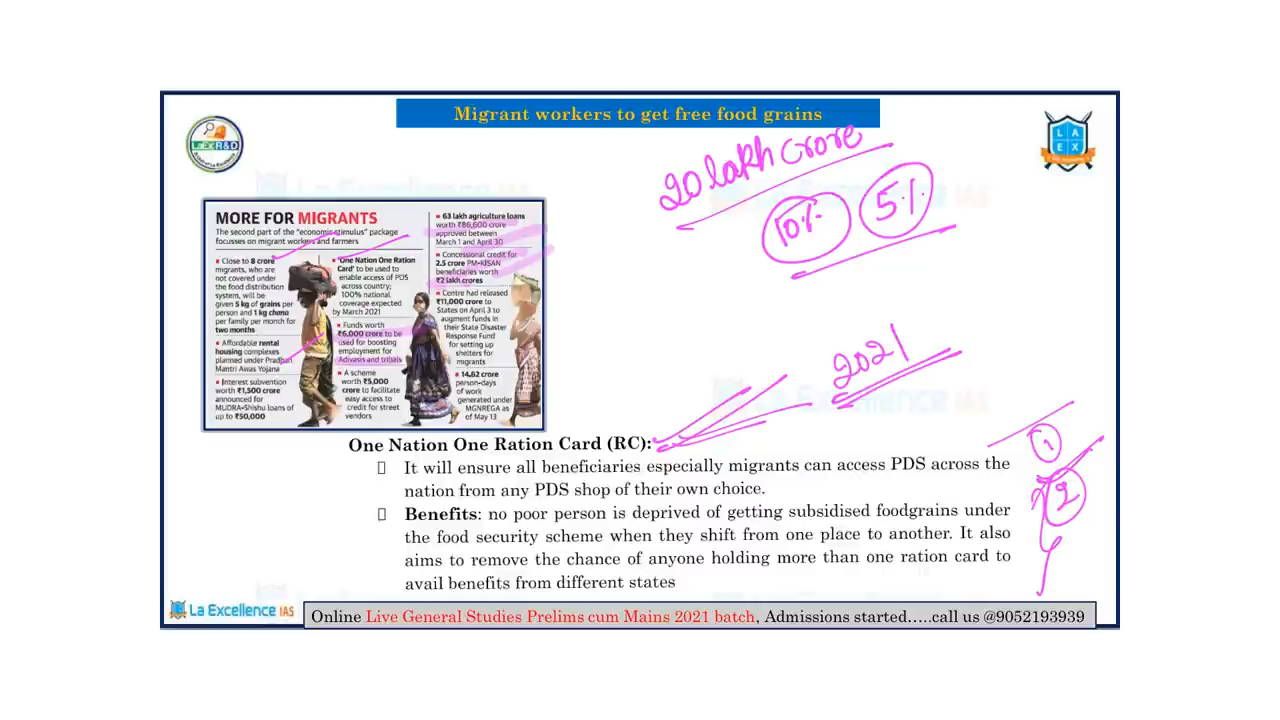 Migrant workers to get free food grains
LaEx R&D
L A
E X
20 lakh crore
10%
5%
MORE FOR MIGRANTS
The second part of the "economic stimulus" package
focusses on migrant workers and farmers
Close to 8 crore
migrants, who are
not covered under
the food distribution
system, will be
given 5 kg of grains per
person and 1 kg chana
per family per month for
two months
Affordable rental
housing complexes
planned under Pradhan
Mantri Awas Yojana
Interest subvention
worth ₹1,500 crore
announced for
MUDRA-Shishu loans of
up to ₹50,000
'One Nation One Ration
Card' to be used to
enable access of PDS
across country;
100% national
coverage expected
by March 2021
Funds worth
₹6,000 crore to be
used for boosting
employment for
Adivasis and tribals
A scheme
worth ₹5,000
crore to facilitate
easy access to
credit for street
vendors
63 lakh agriculture loans
worth ₹86,600 crore
approved between
March 1 and April 30
Concessional credit for
2.5 crore PM-KISAN
beneficiaries worth
₹2 lakh crores
Centre had released
₹11,000 crore to
States on April 3 to
augment funds in
their State Disaster
Response Fund
for setting up
shelters for
migrants
14.62 crore
person-days
of work
generated under
MGNREGA as
of May 13
2021
One Nation One Ration Card (RC):
It will ensure all beneficiaries especially migrants can access PDS across the
nation from any PDS shop of their own choice.
Benefits: no poor person is deprived of getting subsidised foodgrains under
the food security scheme when they shift from one place to another. It also
aims to remove the chance of anyone holding more than one ration card to
avail benefits from different states
1
2
La Excellence IAS
Online Live General Studies Prelims cum Mains 2021 batch, Admissions started.....call us @9052193939